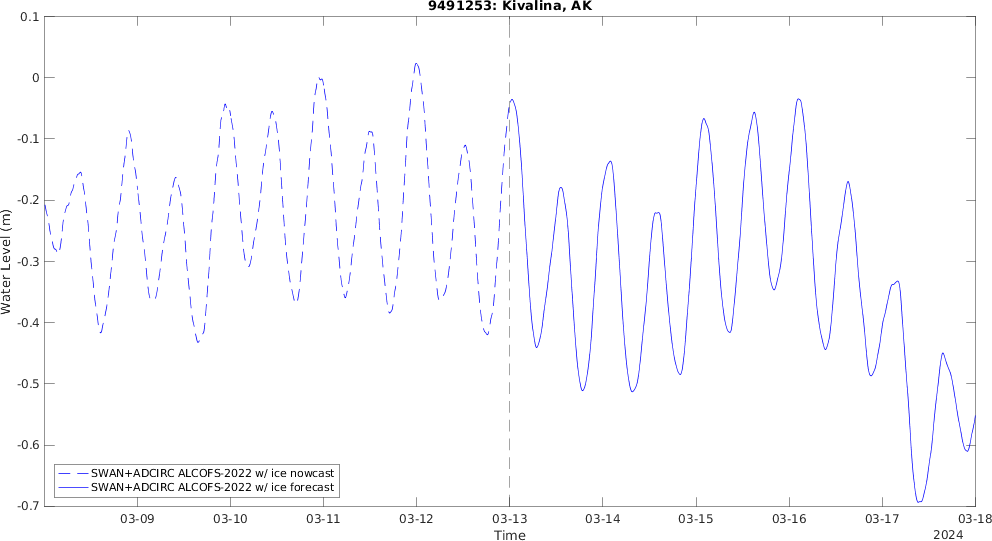 9491253: Kivalina, AK
0.1
0
-0.1
-0.2
-0.3
-0.4
-0.5
-0.6
-0.7
Water Level (m)
SWAN+ADCIRC ALCOFS-2022 w/ ice nowcast
SWAN+ADCIRC ALCOFS-2022 w/ ice forecast
03-09 03-10 03-11 03-12 03-13 03-14 03-15 03-16 03-17 03-18
Time
2024